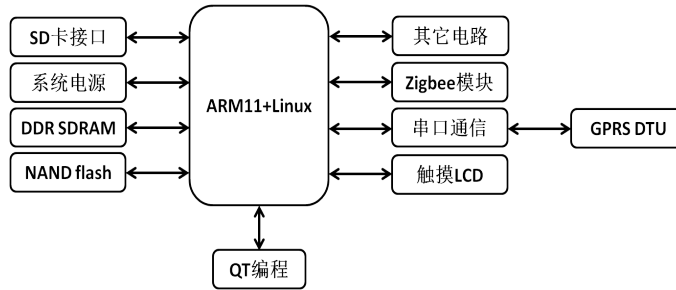 SD卡接口
系统电源
DDR SDRAM
NAND flash
ARM11+Linux
其它电路
Zigbee模块
串口通信
触摸LCD
GPRS DTU
QT编程